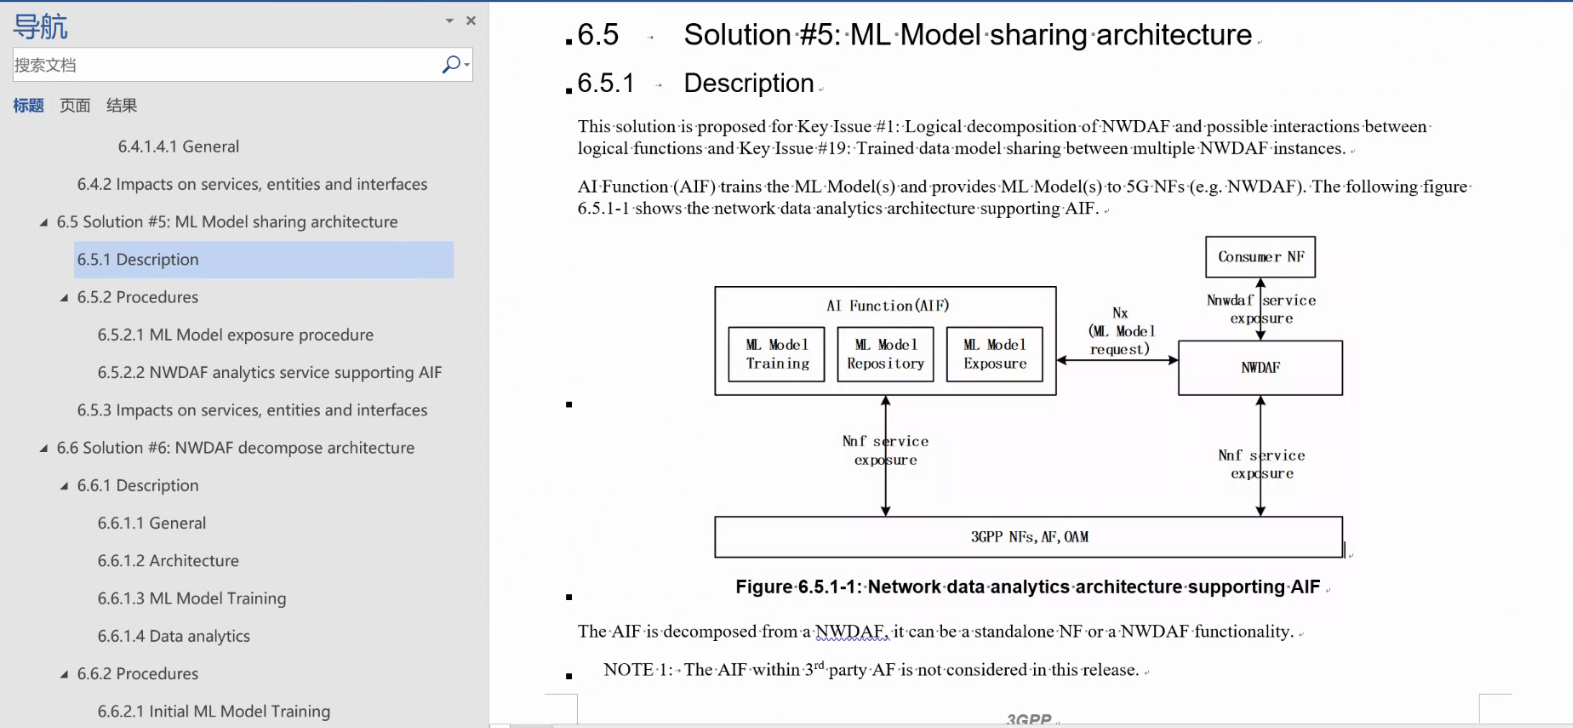 导航
搜索文档
标题 页面 结果
6.4.1.4.1 General
6.4.2 Impacts on services, entities and interfaces
6.5 Solution #5: ML Model sharing architecture
6.5.1 Description
6.5.2 Procedures
6.5.2.1 ML Model exposure procedure
6.5.2.2 NWDAF analytics service supporting AIF
6.5.3 Impacts on services, entities and interfaces
6.6 Solution #6: NWDAF decompose architecture
6.6.1 Description
6.6.1.1 General
6.6.1.2 Architecture
6.6.1.3 ML Model Training
6.6.1.4 Data analytics
6.6.2 Procedures
6.6.2.1 Initial ML Model Training
6.5 Solution #5: ML Model sharing architecture
6.5.1 Description
This solution is proposed for Key Issue #1: Logical decomposition of NWDAF and possible interactions between
logical functions and Key Issue #19: Trained data model sharing between multiple NWDAF instances.
AI Function (AIF) trains the ML Model(s) and provides ML Model(s) to 5G NFs (e.g. NWDAF). The following figure
6.5.1-1 shows the network data analytics architecture supporting AIF.
Consumer NF
Nnwdaf service
exposure
AI Function(AIF)
ML Model
Training
ML Model
Repository
ML Model
Exposure
Nx
(ML Model
request)
NWDAF
Nnf service
exposure
Nnf service
exposure
3GPP NFs,AF,OAM
Figure 6.5.1-1: Network data analytics architecture supporting AIF
The AIF is decomposed from a NWDAF, it can be a standalone NF or a NWDAF functionality.
NOTE 1: The AIF within 3rd party AF is not considered in this release.
3GPP